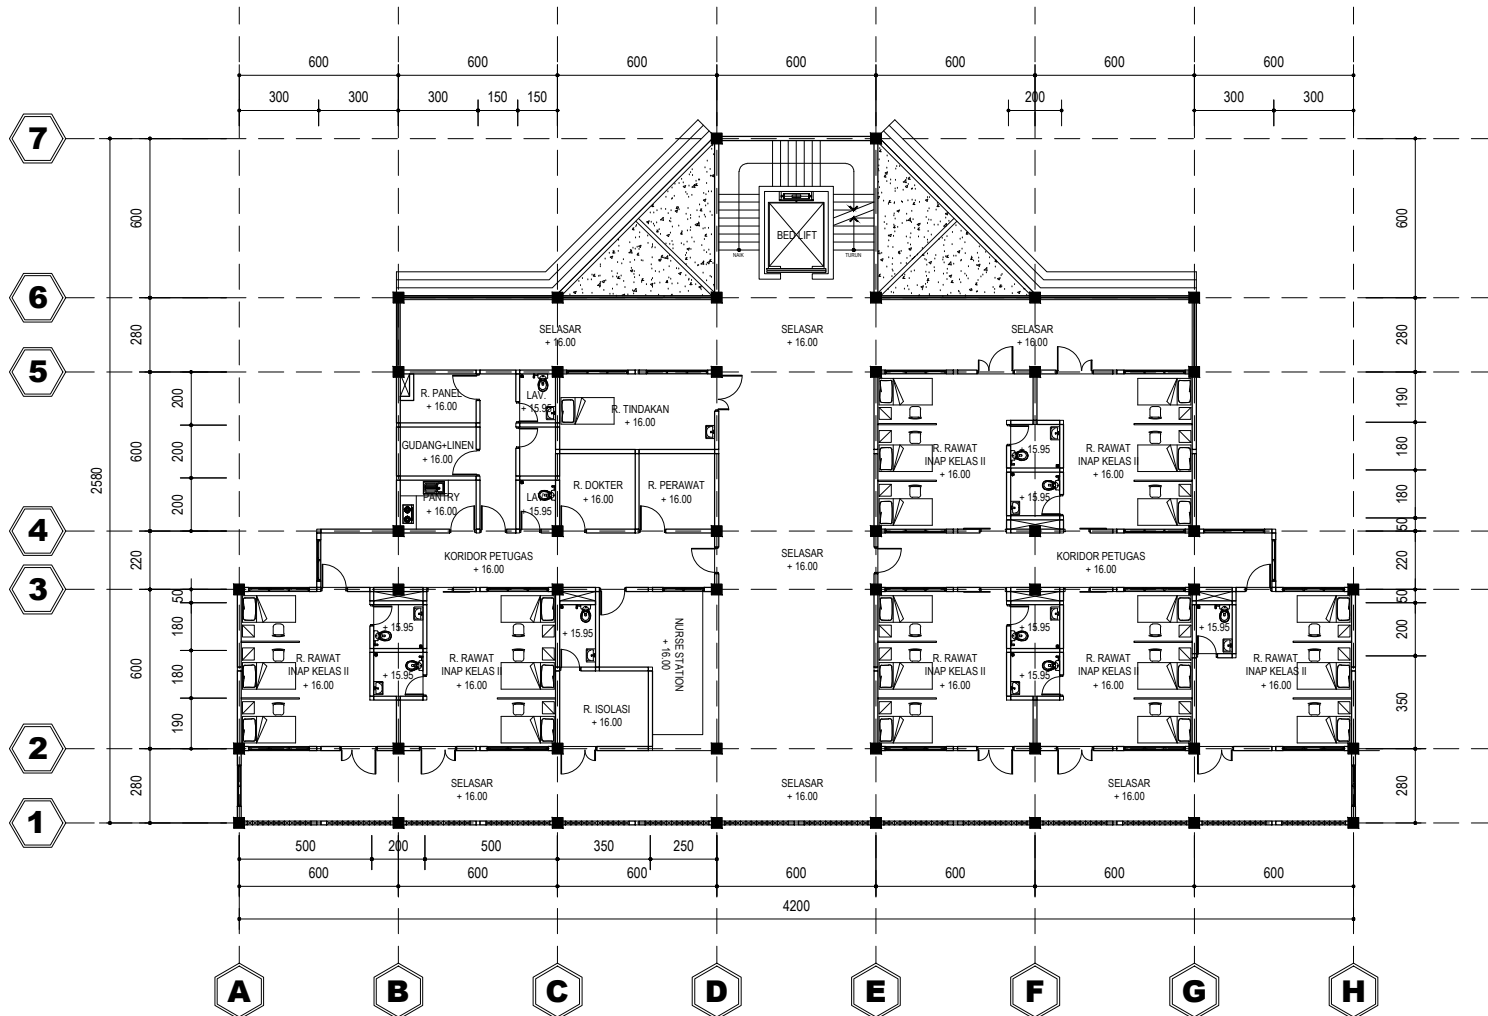 600 600 600 600 600 600 600
300 300 300 150 150 200 300 300
7
600 600
BED LIFT
NAIK TURUN
6
280 280
SELASAR SELASAR SELASAR
+ 16.00 + 16.00 + 16.00
5
2580
600
200 200 200
190 180 180 50
R. PANEL
+ 16.00
LAV.
+ 15.95
R. TINDAKAN
+ 16.00
GUDANG+LINEN
+ 16.00
R. DOKTER
+ 16.00
R. PERAWAT
+ 16.00
PANTRY
+ 16.00
LAV.
+ 15.95
R. RAWAT
INAP KELAS II
+ 16.00
+ 15.95
+ 15.95
R. RAWAT
INAP KELAS II
+ 16.00
4
220 220
KORIDOR PETUGAS
+ 16.00
SELASAR
+ 16.00
KORIDOR PETUGAS
+ 16.00
3
600
50 180 180 190
50 200 350
R. RAWAT
INAP KELAS II
+ 16.00
+ 15.95
+ 15.95
R. RAWAT
INAP KELAS II
+ 16.00
+ 15.95
NURSE STATION
+ 16.00
R. ISOLASI
+ 16.00
R. RAWAT
INAP KELAS II
+ 16.00
+ 15.95
+ 15.95
R. RAWAT
INAP KELAS II
+ 16.00
+ 15.95
R. RAWAT
INAP KELAS II
+ 16.00
2
280 280
SELASAR SELASAR SELASAR
+ 16.00 + 16.00 + 16.00
1
500 200 500 350 250
600 600 600 600 600 600 600
4200
A B C D E F G H